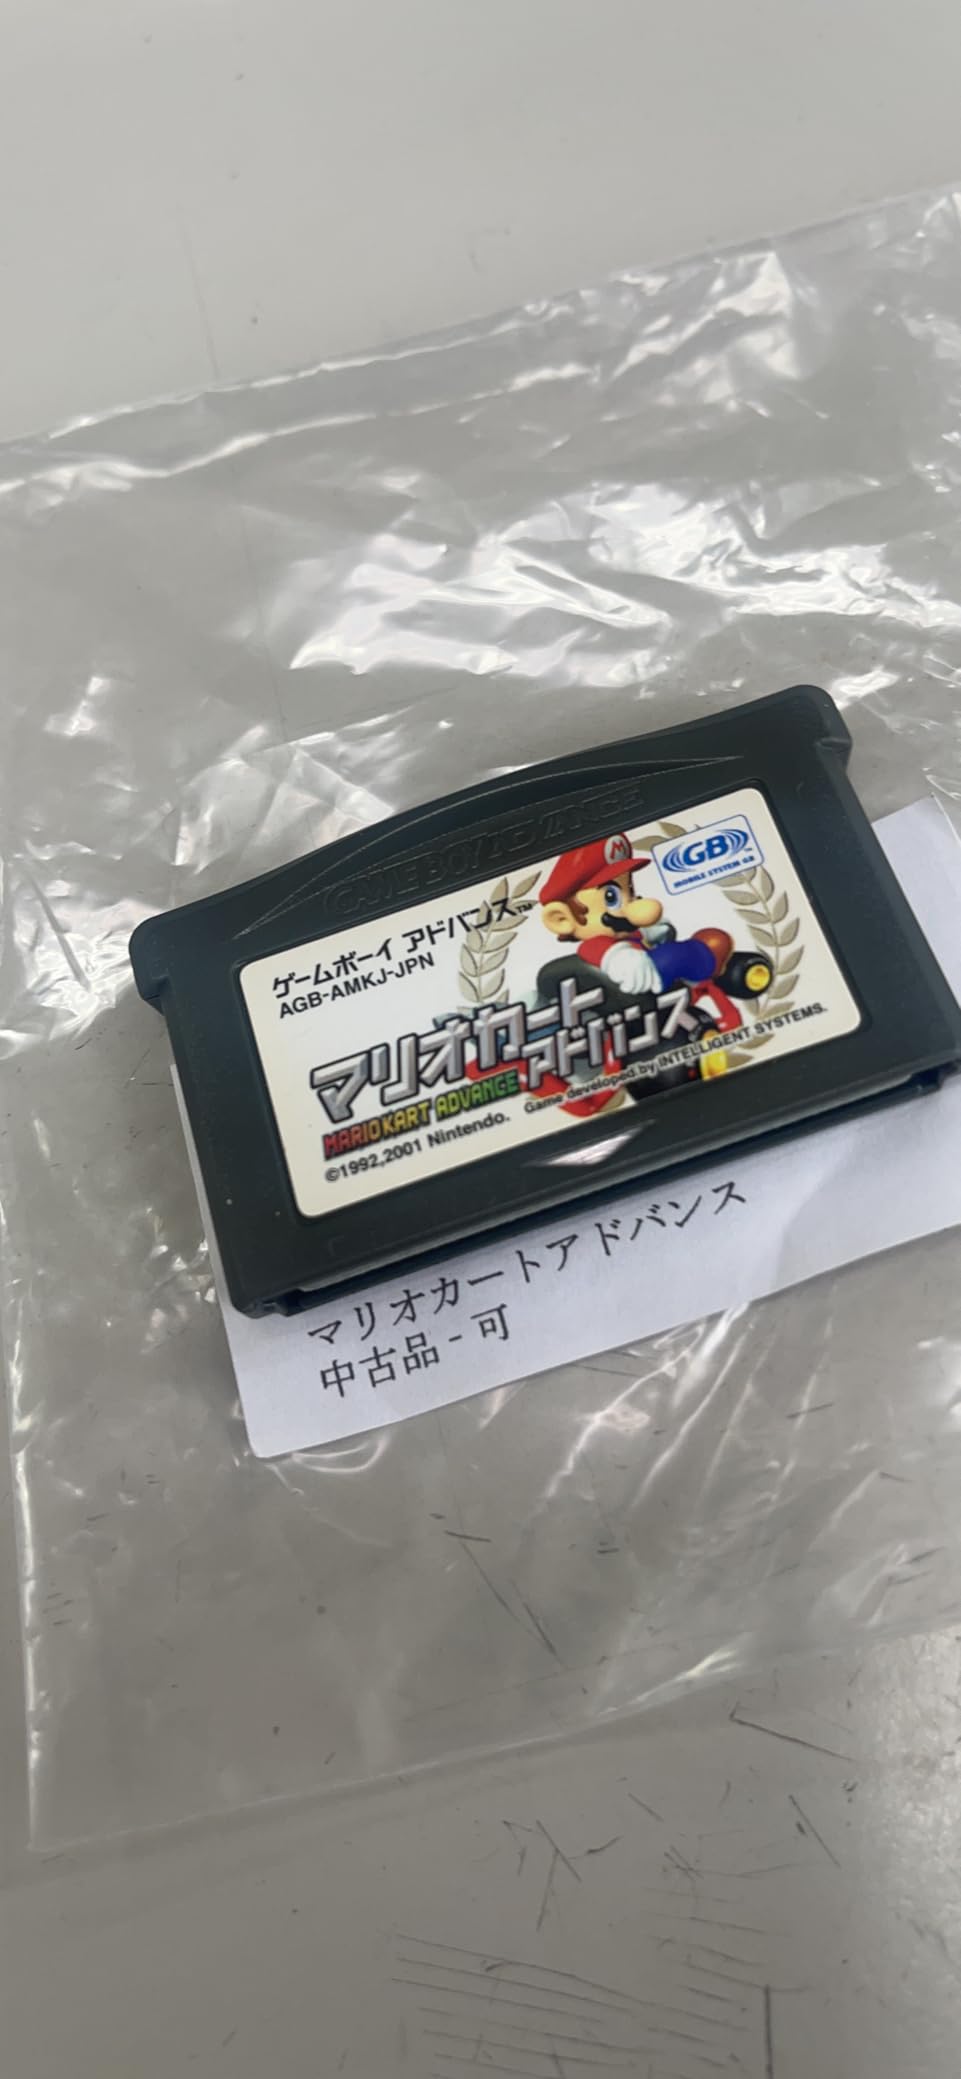 GAME BOY ADVANCE
ゲームボーイ アドバンス™
AGB-AMKJ-JPN
M
GB™
MOBILE SYSTEM GB
マリオカート
アドバンス
MARIOKART ADVANCE
©1992,2001 Nintendo. Game developed by INTELLIGENT SYSTEMS.
マリオカートアドバンス
中古品 - 可